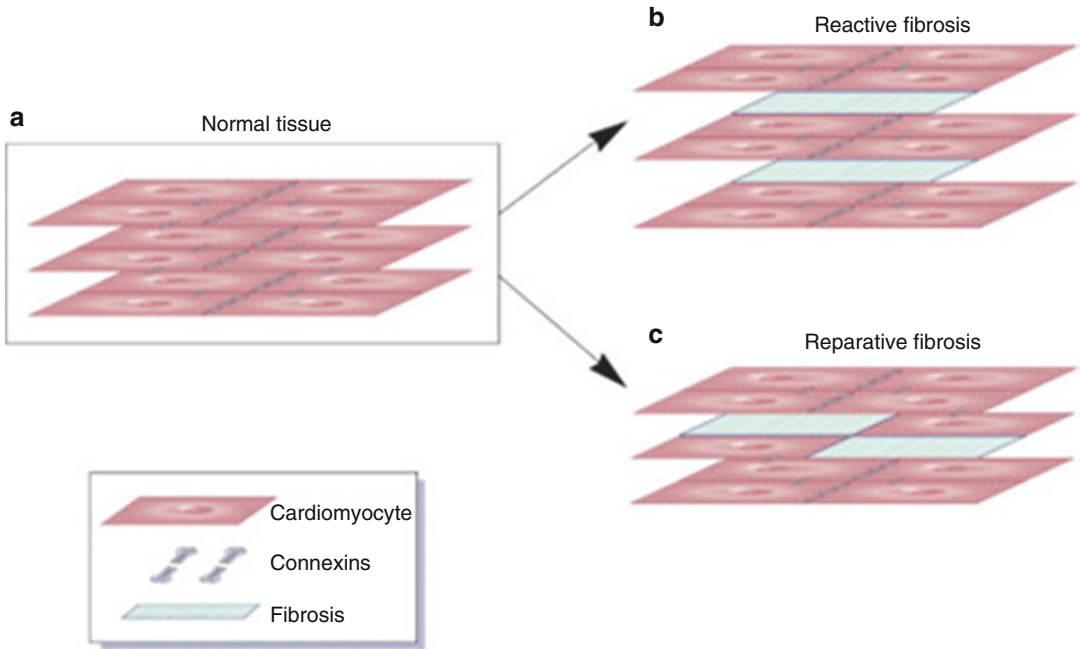 a
Normal tissue
b
Reactive fibrosis
c
Reparative fibrosis
Cardiomyocyte
Connexins
Fibrosis